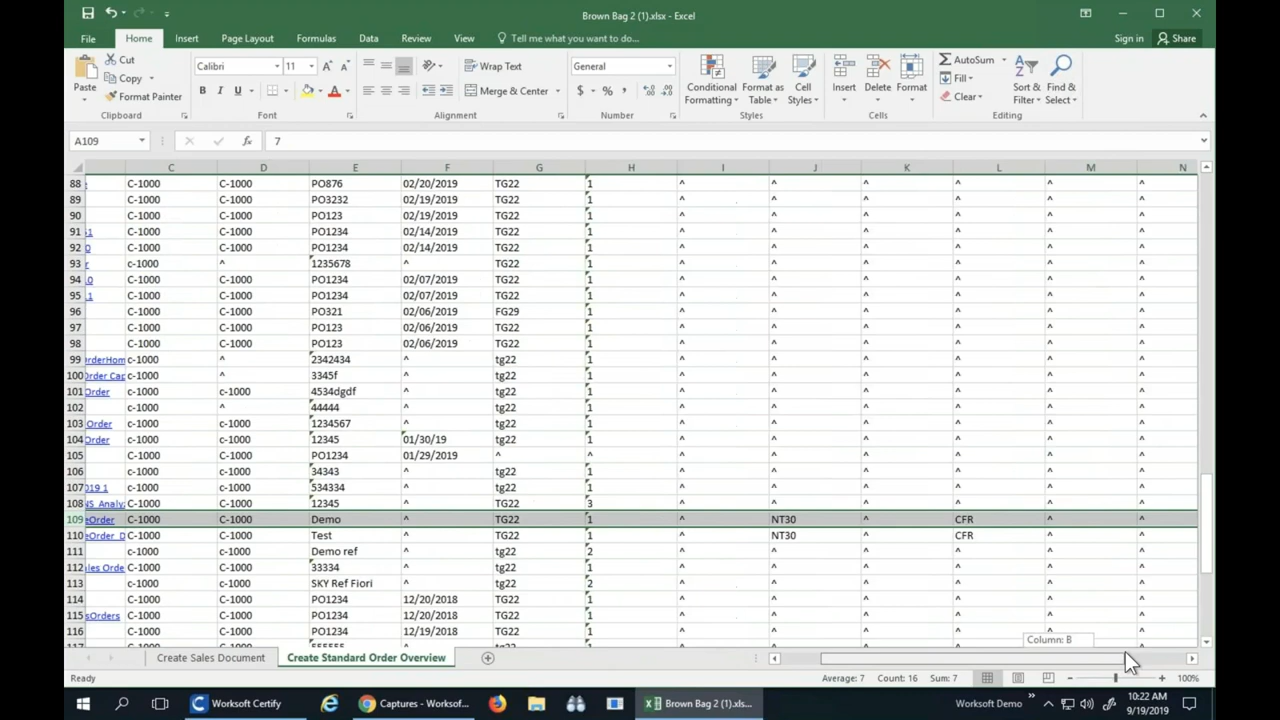 Brown Bag 2 (1).xlsx - Excel
File Home Insert Page Layout Formulas Data Review View Tell me what you want to do... Sign in Share
Cut
Copy
Format Painter
Paste
Clipboard
Calibri 11
B I U
Font
Wrap Text
Merge & Center
Alignment
General
$ % ,
Number
Conditional Formatting
Format as Table
Cell Styles
Styles
Insert Delete Format
Cells
AutoSum
Fill
Clear
Sort & Filter
Find & Select
Editing
A109 fx 7
C D E F G H I J K L M N
88 C-1000 C-1000 PO876 02/20/2019 TG22 1 ^ ^ ^ ^ ^ ^
89 C-1000 C-1000 PO3232 02/19/2019 TG22 1 ^ ^ ^ ^ ^ ^
90 C-1000 C-1000 PO123 02/19/2019 TG22 1 ^ ^ ^ ^ ^ ^
91 51 C-1000 C-1000 PO1234 02/14/2019 TG22 1 ^ ^ ^ ^ ^ ^
92 0 C-1000 C-1000 PO1234 02/14/2019 TG22 1 ^ ^ ^ ^ ^ ^
93 r c-1000 ^ 1235678 ^ TG22 1 ^ ^ ^ ^ ^ ^
94 0 C-1000 C-1000 PO1234 02/07/2019 TG22 1 ^ ^ ^ ^ ^ ^
95 1 C-1000 C-1000 PO1234 02/07/2019 TG22 1 ^ ^ ^ ^ ^ ^
96 C-1000 C-1000 PO321 02/06/2019 FG29 1 ^ ^ ^ ^ ^ ^
97 C-1000 C-1000 PO123 02/06/2019 TG22 1 ^ ^ ^ ^ ^ ^
98 C-1000 C-1000 PO123 02/06/2019 TG22 1 ^ ^ ^ ^ ^ ^
99 OrderHom c-1000 ^ 2342434 ^ tg22 1 ^ ^ ^ ^ ^ ^
100 Order Cap c-1000 ^ 3345f ^ tg22 1 ^ ^ ^ ^ ^ ^
101 Order c-1000 c-1000 4534dgdf ^ tg22 1 ^ ^ ^ ^ ^ ^
102 c-1000 ^ 44444 ^ tg22 1 ^ ^ ^ ^ ^ ^
103 Order c-1000 c-1000 1234567 ^ tg22 1 ^ ^ ^ ^ ^ ^
104 Order c-1000 c-1000 12345 01/30/19 tg22 1 ^ ^ ^ ^ ^ ^
105 C-1000 C-1000 PO1234 01/29/2019 ^ ^ ^ ^ ^ ^ ^ ^
106 c-1000 c-1000 34343 ^ tg22 1 ^ ^ ^ ^ ^ ^
107 019 1 c-1000 c-1000 534334 ^ tg22 1 ^ ^ ^ ^ ^ ^
108 NS_Analyz C-1000 C-1000 12345 ^ TG22 3 ^ ^ ^ ^ ^ ^
109 eOrder C-1000 C-1000 Demo ^ TG22 1 ^ NT30 ^ CFR ^ ^
110 eOrder_D C-1000 C-1000 Test ^ TG22 1 ^ NT30 ^ CFR ^ ^
111 c-1000 c-1000 Demo ref ^ tg22 2 ^ ^ ^ ^ ^ ^
112 ales Orde c-1000 c-1000 33334 ^ tg22 1 ^ ^ ^ ^ ^ ^
113 c-1000 c-1000 SKY Ref Fiori ^ tg22 2 ^ ^ ^ ^ ^ ^
114 C-1000 C-1000 PO1234 12/20/2018 TG22 1 ^ ^ ^ ^ ^ ^
115 sOrders C-1000 C-1000 PO1234 12/20/2018 TG22 1 ^ ^ ^ ^ ^ ^
116 C-1000 C-1000 PO1234 12/19/2018 TG22 1 ^ ^ ^ ^ ^ ^
Column: B
Create Sales Document Create Standard Order Overview
Ready Average: 7 Count: 16 Sum: 7 100%
Worksoft Certify Captures - Worksof... Brown Bag 2 (1).xls... Worksoft Demo 10:22 AM
9/19/2019